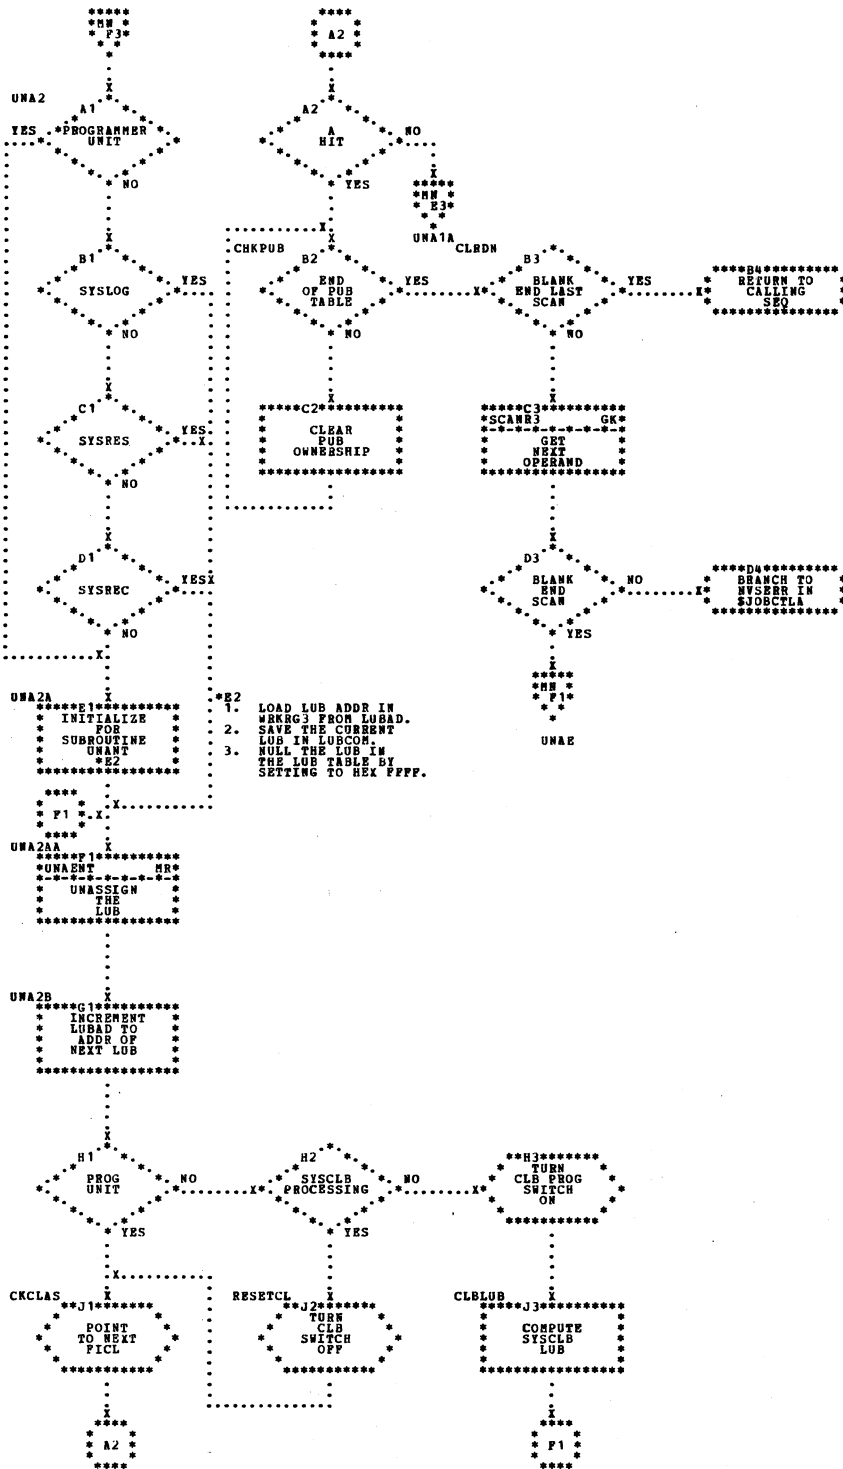 MN
F3
A2
UNA2
A1
PROGRAMMER
UNIT
YES
NO
A2
A
HIT
NO
YES
MN
E3
UNA1A
B1
SYSLOG
YES
NO
CHKPUB
B2
END
OF PUB
TABLE
YES
NO
CLRDN
B3
BLANK
END LAST
SCAN
YES
NO
B4
RETURN TO
CALLING
SEQ
C1
SYSRES
YES
NO
C2
CLEAR
PUB
OWNERSHIP
C3
SCANR3 GK
GET
NEXT
OPERAND
D1
SYSREC
YES
NO
D3
BLANK
END
SCAN
NO
YES
D4
BRANCH TO
NVSERR IN
$JOBCTLA
MN
F1
UNAE
UNA2A
E1
INITIALIZE
FOR
SUBROUTINE
UNANT
*E2
*E2
1. LOAD LUB ADDR IN
WRKRG3 FROM LUBAD.
2. SAVE THE CURRENT
LUB IN LUBCOM.
3. NULL THE LUB IN
THE LUB TABLE BY
SETTING TO HEX FFFF.
F1
UNA2AA
F1
UNAENT MR
UNASSIGN
THE
LUB
UNA2B
G1
INCREMENT
LUBAD TO
ADDR OF
NEXT LUB
H1
PROG
UNIT
NO
YES
H2
SYSCLB
PROCESSING
NO
YES
H3
TURN
CLB PROG
SWITCH
ON
CKCLAS
J1
POINT
TO NEXT
FICL
RESETCL
J2
TURN
CLB
SWITCH
OFF
CLBLUB
J3
COMPUTE
SYSCLB
LUB
A2
F1